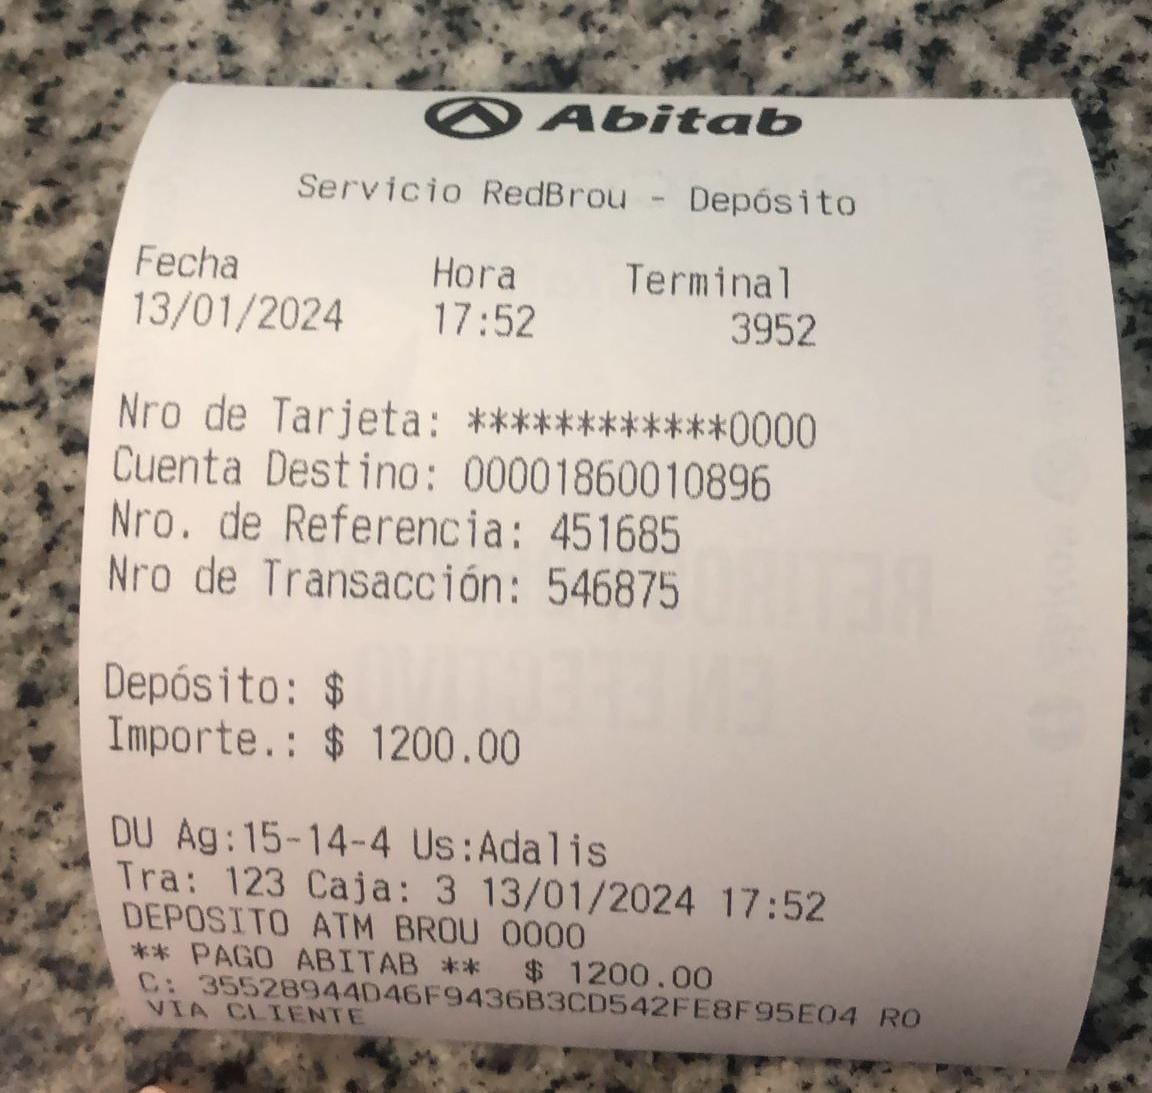 Abitab
Servicio RedBrou - Depósito
Fecha Hora Terminal
13/01/2024 17:52 3952
Nro de Tarjeta: ************0000
Cuenta Destino: 00001860010896
Nro. de Referencia: 451685
Nro de Transacción: 546875
Depósito: $
Importe.: $ 1200.00
DU Ag:15-14-4 Us:Adalis
Tra: 123 Caja: 3 13/01/2024 17:52
DEPOSITO ATM BROU 0000
** PAGO ABITAB ** $ 1200.00
C: 35528944D46F9436B3CD542FE8F95E04 RO
VIA CLIENTE
RETIRO
EN EFECTIVO